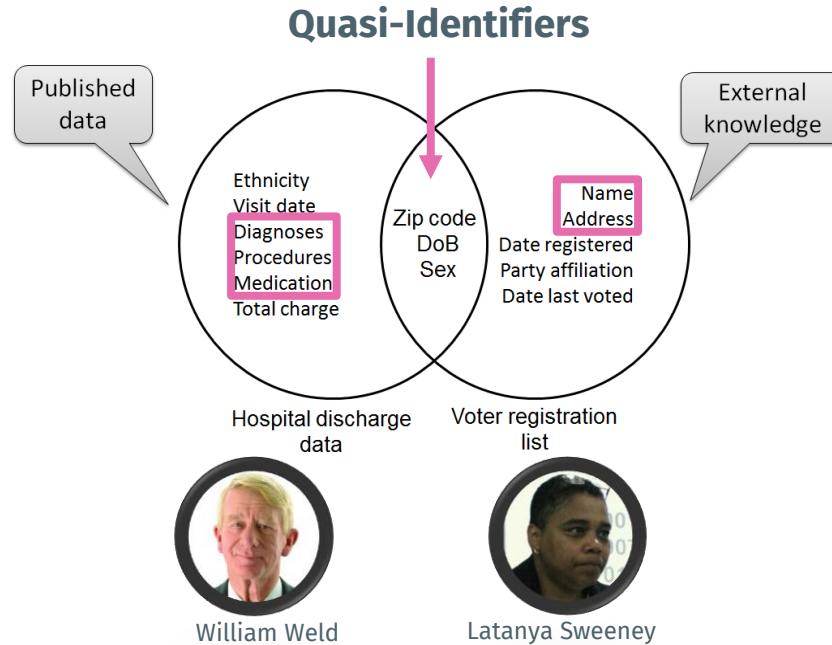 Quasi-Identifiers
Published
data
External
knowledge
Ethnicity
Visit date
Diagnoses
Procedures
Medication
Total charge
Zip code
DoB
Sex
Name
Address
Date registered
Party affiliation
Date last voted
Hospital discharge
data
Voter registration
list
William Weld
Latanya Sweeney